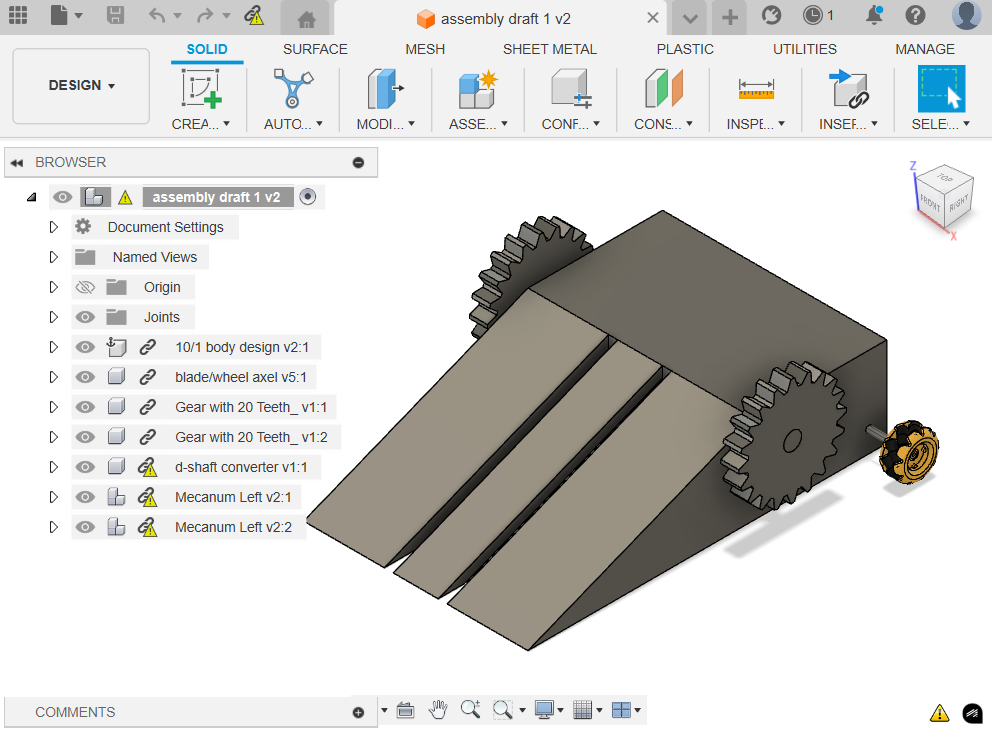 assembly draft 1 v2
1
SOLID SURFACE MESH SHEET METAL PLASTIC UTILITIES MANAGE
DESIGN
CREA... AUTO... MODI... ASSE... CONF... CONS... INSPE... INSER... SELE...
BROWSER
assembly draft 1 v2
Document Settings
Named Views
Origin
Joints
10/1 body design v2:1
blade/wheel axel v5:1
Gear with 20 Teeth_ v1:1
Gear with 20 Teeth_ v1:2
d-shaft converter v1:1
Mecanum Left v2:1
Mecanum Left v2:2
Z
TOP
FRONT RIGHT
X
COMMENTS